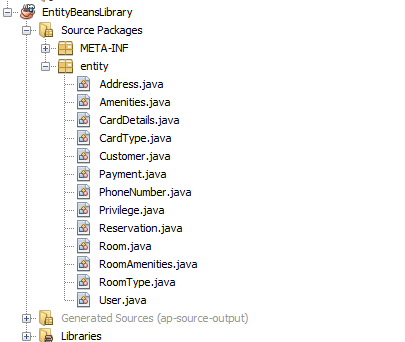 EntityBeansLibrary
Source Packages
META-INF
entity
Address.java
Amenities.java
CardDetails.java
CardType.java
Customer.java
Payment.java
PhoneNumber.java
Privilege.java
Reservation.java
Room.java
RoomAmenities.java
RoomType.java
User.java
Generated Sources (ap-source-output)
Libraries